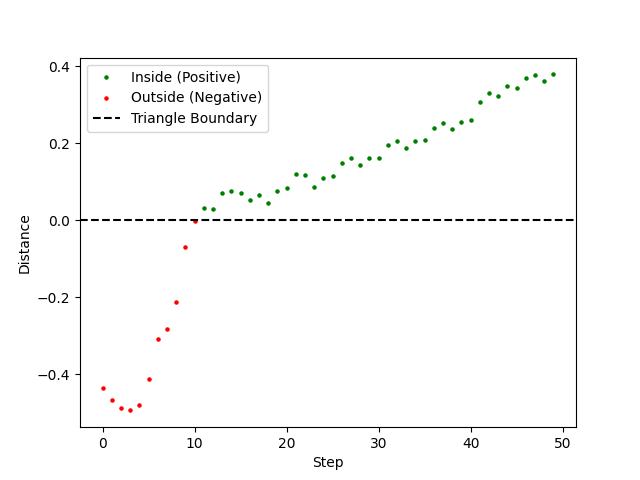 Inside (Positive)
Outside (Negative)
Triangle Boundary
0.4
0.2
0.0
−0.2
−0.4
Distance
0 10 20 30 40 50
Step